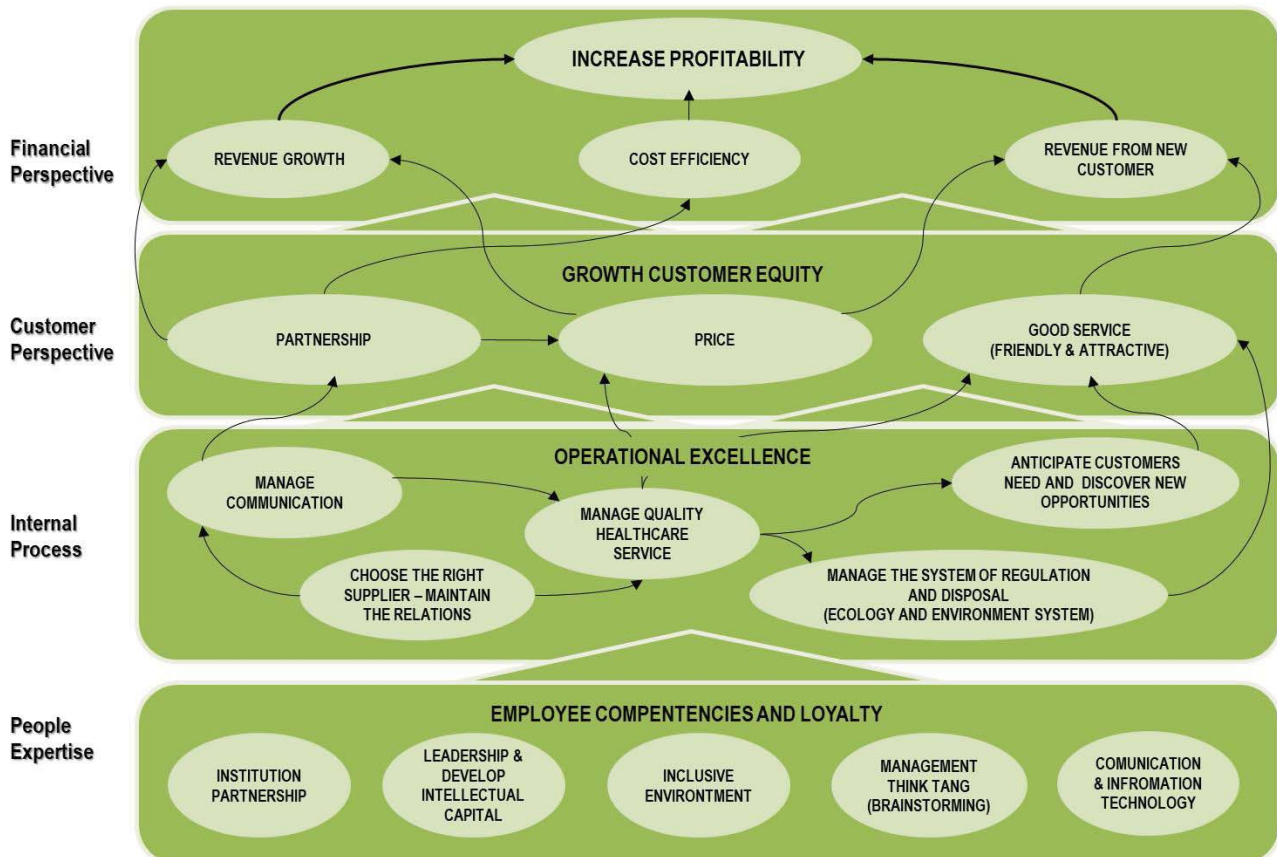 INCREASE PROFITABILITY
Financial
Perspective
REVENUE GROWTH
COST EFFICIENCY
REVENUE FROM NEW
CUSTOMER
GROWTH CUSTOMER EQUITY
Customer
Perspective
PARTNERSHIP
PRICE
GOOD SERVICE
(FRIENDLY & ATTRACTIVE)
OPERATIONAL EXCELLENCE
Internal
Process
MANAGE
COMMUNICATION
MANAGE QUALITY
HEALTHCARE
SERVICE
ANTICIPATE CUSTOMERS
NEED AND DISCOVER NEW
OPPORTUNITIES
CHOOSE THE RIGHT
SUPPLIER – MAINTAIN
THE RELATIONS
MANAGE THE SYSTEM OF REGULATION
AND DISPOSAL
(ECOLOGY AND ENVIRONMENT SYSTEM)
People
Expertise
EMPLOYEE COMPENTENCIES AND LOYALTY
INSTITUTION
PARTNERSHIP
LEADERSHIP &
DEVELOP
INTELLECTUAL
CAPITAL
INCLUSIVE
ENVIRONTMENT
MANAGEMENT
THINK TANG
(BRAINSTORMING)
COMUNICATION
& INFROMATION
TECHNOLOGY